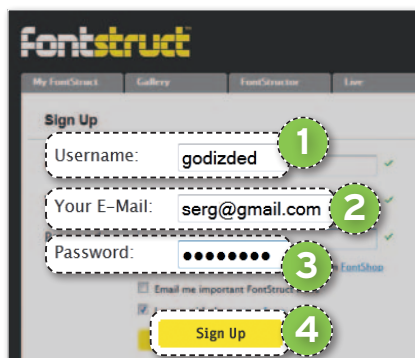 Fontstruct
My FontStruct Gallery FontStructor Live
Sign Up
Username: godizded 1
Your E-Mail: serg@gmail.com 2
Password: ●●●●●●●● 3
FontShop
Email me important FontStruct
Sign Up 4